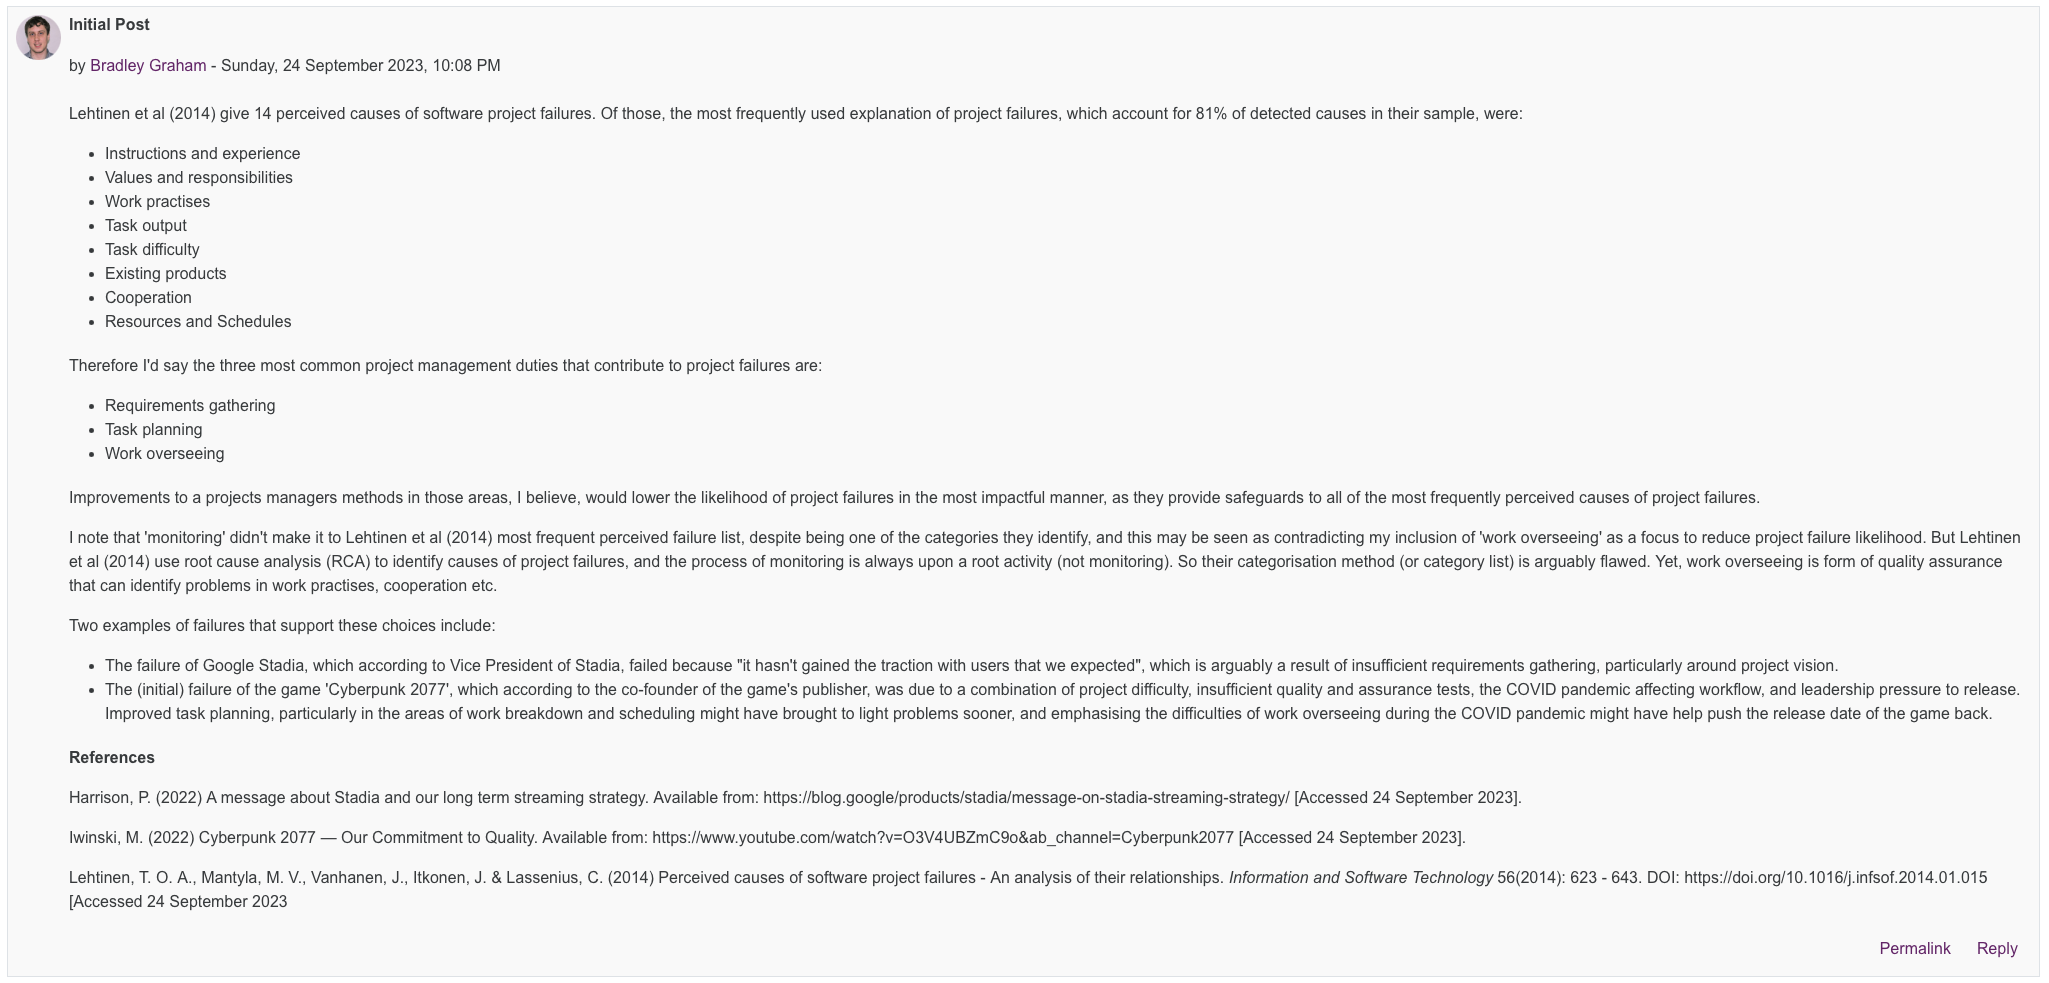 Initial Post
by Bradley Graham - Sunday, 24 September 2023, 10:08 PM
Lehtinen et al (2014) give 14 perceived causes of software project failures. Of those, the most frequently used explanation of project failures, which account for 81% of detected causes in their sample, were:
• Instructions and experience
• Values and responsibilities
• Work practises
• Task output
• Task difficulty
• Existing products
• Cooperation
• Resources and Schedules
Therefore I'd say the three most common project management duties that contribute to project failures are:
• Requirements gathering
• Task planning
• Work overseeing
Improvements to a projects managers methods in those areas, I believe, would lower the likelihood of project failures in the most impactful manner, as they provide safeguards to all of the most frequently perceived causes of project failures.
I note that 'monitoring' didn't make it to Lehtinen et al (2014) most frequent perceived failure list, despite being one of the categories they identify, and this may be seen as contradicting my inclusion of 'work overseeing' as a focus to reduce project failure likelihood. But Lehtinen
et al (2014) use root cause analysis (RCA) to identify causes of project failures, and the process of monitoring is always upon a root activity (not monitoring). So their categorisation method (or category list) is arguably flawed. Yet, work overseeing is form of quality assurance
that can identify problems in work practises, cooperation etc.
Two examples of failures that support these choices include:
• The failure of Google Stadia, which according to Vice President of Stadia, failed because "it hasn't gained the traction with users that we expected", which is arguably a result of insufficient requirements gathering, particularly around project vision.
• The (initial) failure of the game 'Cyberpunk 2077', which according to the co-founder of the game's publisher, was due to a combination of project difficulty, insufficient quality and assurance tests, the COVID pandemic affecting workflow, and leadership pressure to release.
Improved task planning, particularly in the areas of work breakdown and scheduling might have brought to light problems sooner, and emphasising the difficulties of work overseeing during the COVID pandemic might have help push the release date of the game back.
References
Harrison, P. (2022) A message about Stadia and our long term streaming strategy. Available from: https://blog.google/products/stadia/message-on-stadia-streaming-strategy/ [Accessed 24 September 2023].
Iwinski, M. (2022) Cyberpunk 2077 — Our Commitment to Quality. Available from: https://www.youtube.com/watch?v=O3V4UBZmC9o&ab_channel=Cyberpunk2077 [Accessed 24 September 2023].
Lehtinen, T. O. A., Mantyla, M. V., Vanhanen, J., Itkonen, J. & Lassenius, C. (2014) Perceived causes of software project failures - An analysis of their relationships. Information and Software Technology 56(2014): 623 - 643. DOI: https://doi.org/10.1016/j.infsof.2014.01.015
[Accessed 24 September 2023
Permalink Reply